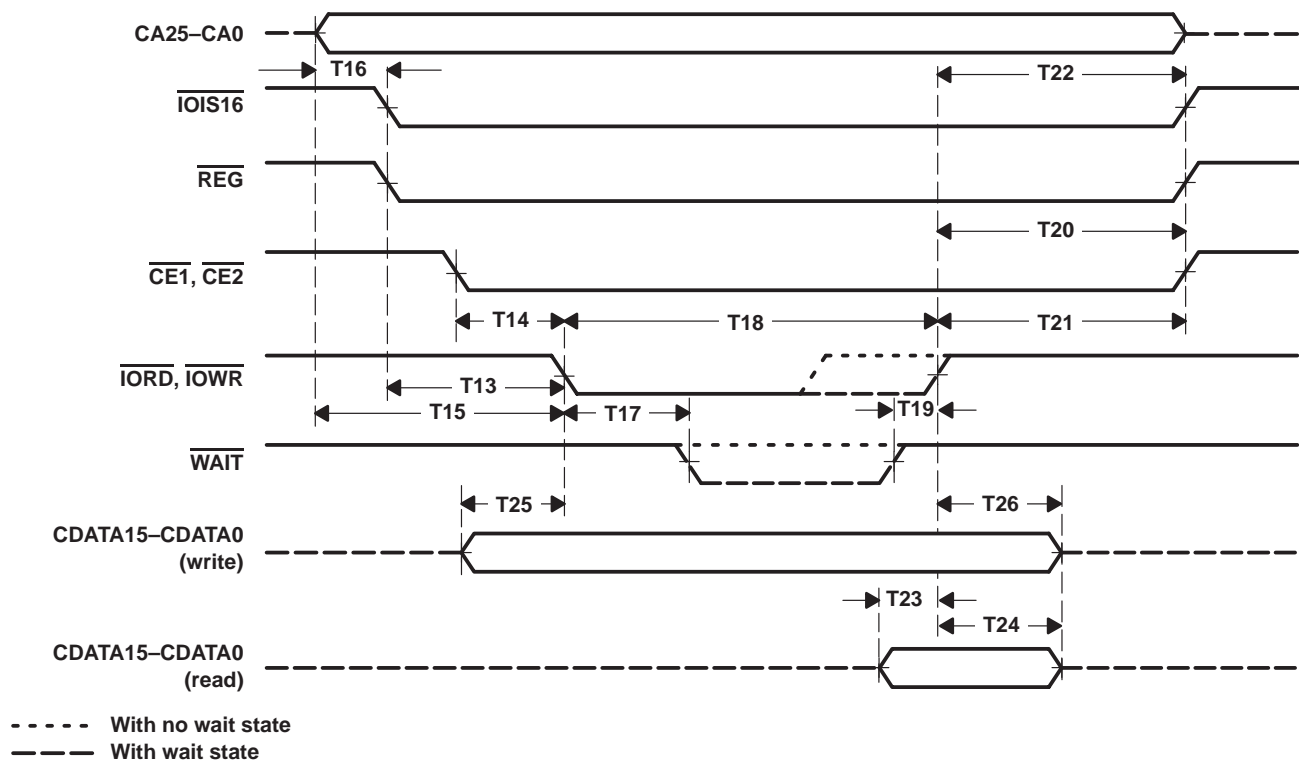 CA25–CA0
T16
T22
IOIS16
REG
T20
CE1, CE2
T14
T18
T21
IORD, IOWR
T13
T19
T15
T17
WAIT
T25
T26
CDATA15–CDATA0
(write)
T23
T24
CDATA15–CDATA0
(read)
With no wait state
With wait state